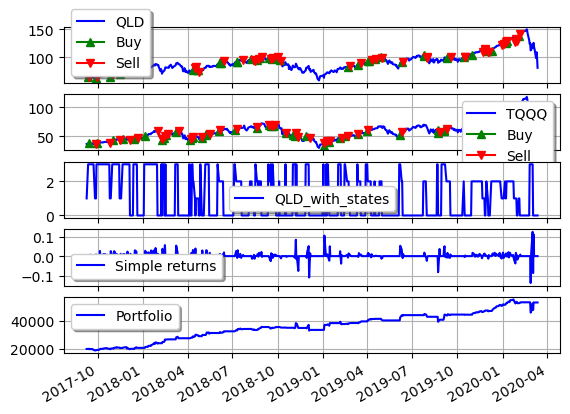 150
100
QLD
Buy
Sell
100
50
TQQQ
Buy
Sell
2
0
QLD_with_states
0.1
0.0
−0.1
Simple returns
40000
20000
Portfolio
2017-10
2018-01
2018-04
2018-07
2018-10
2019-01
2019-04
2019-07
2019-10
2020-01
2020-04